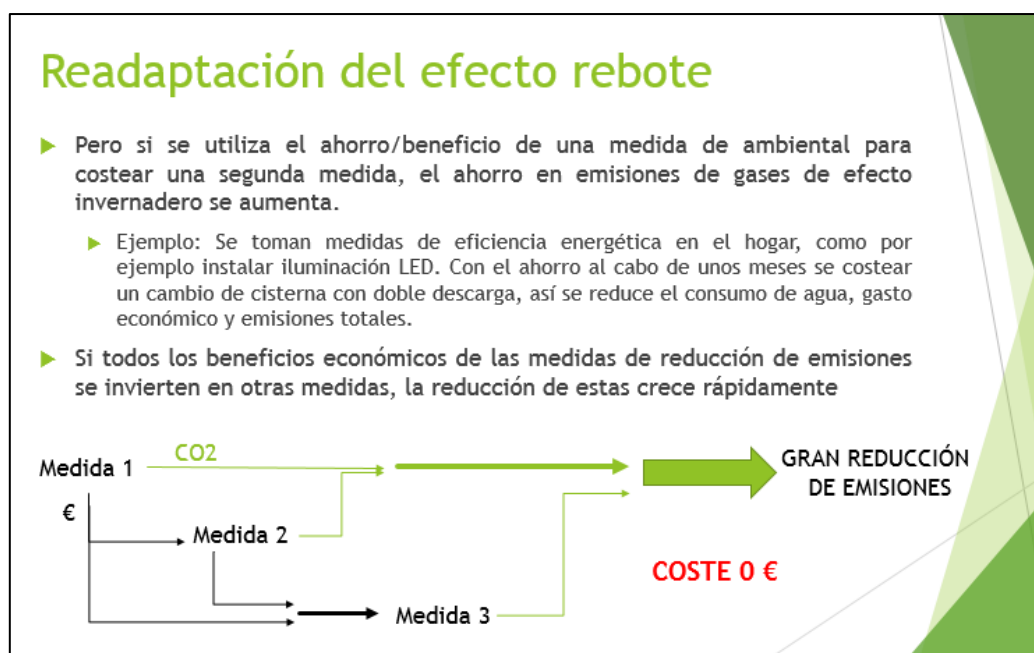 Readaptación del efecto rebote
Pero si se utiliza el ahorro/beneficio de una medida de ambiental para
costear una segunda medida, el ahorro en emisiones de gases de efecto
invernadero se aumenta.
Ejemplo: Se toman medidas de eficiencia energética en el hogar, como por
ejemplo instalar iluminación LED. Con el ahorro al cabo de unos meses se costear
un cambio de cisterna con doble descarga, así se reduce el consumo de agua, gasto
económico y emisiones totales.
Si todos los beneficios económicos de las medidas de reducción de emisiones
se invierten en otras medidas, la reducción de estas crece rápidamente
CO2
Medida 1
GRAN REDUCCIÓN
DE EMISIONES
€
Medida 2
COSTE 0 €
Medida 3